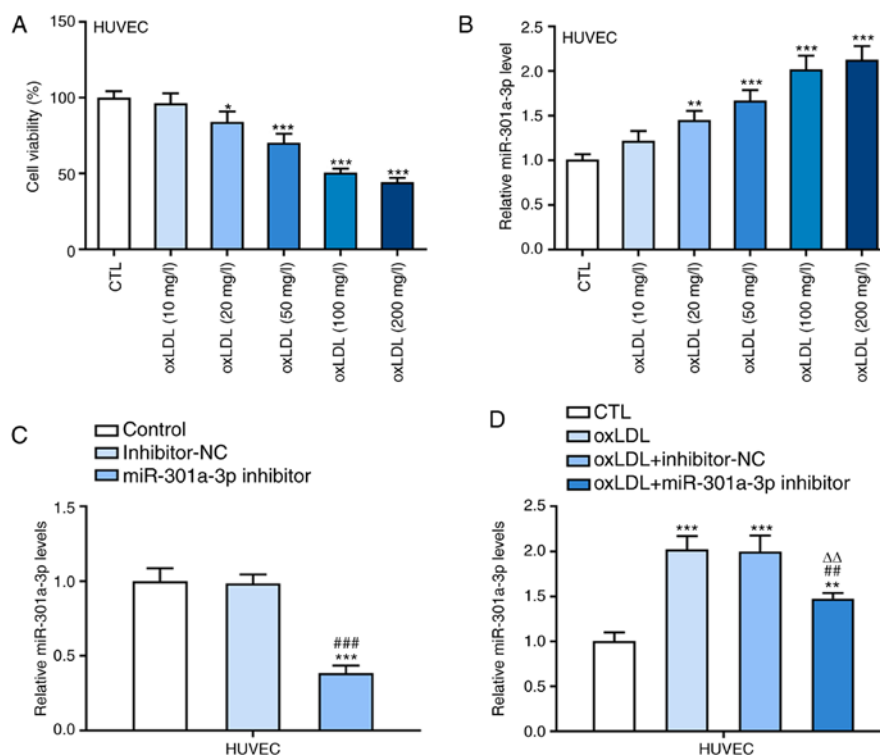 A
HUVEC
Cell viability (%)
150
100
50
0
***
***
***
*
CTL
oxLDL (10 mg/l)
oxLDL (20 mg/l)
oxLDL (50 mg/l)
oxLDL (100 mg/l)
oxLDL (200 mg/l)
B
HUVEC
Relative miR-301a-3p level
2.5
2.0
1.5
1.0
0.5
0.0
**
***
***
***
CTL
oxLDL (10 mg/l)
oxLDL (20 mg/l)
oxLDL (50 mg/l)
oxLDL (100 mg/l)
oxLDL (200 mg/l)
C
Control
Inhibitor-NC
miR-301a-3p inhibitor
Relative miR-301a-3p levels
1.5
1.0
0.5
0.0
###
***
HUVEC
D
CTL
oxLDL
oxLDL+inhibitor-NC
oxLDL+miR-301a-3p inhibitor
Relative miR-301a-3p levels
2.5
2.0
1.5
1.0
0.5
0.0
***
***
ΔΔ
##
**
HUVEC